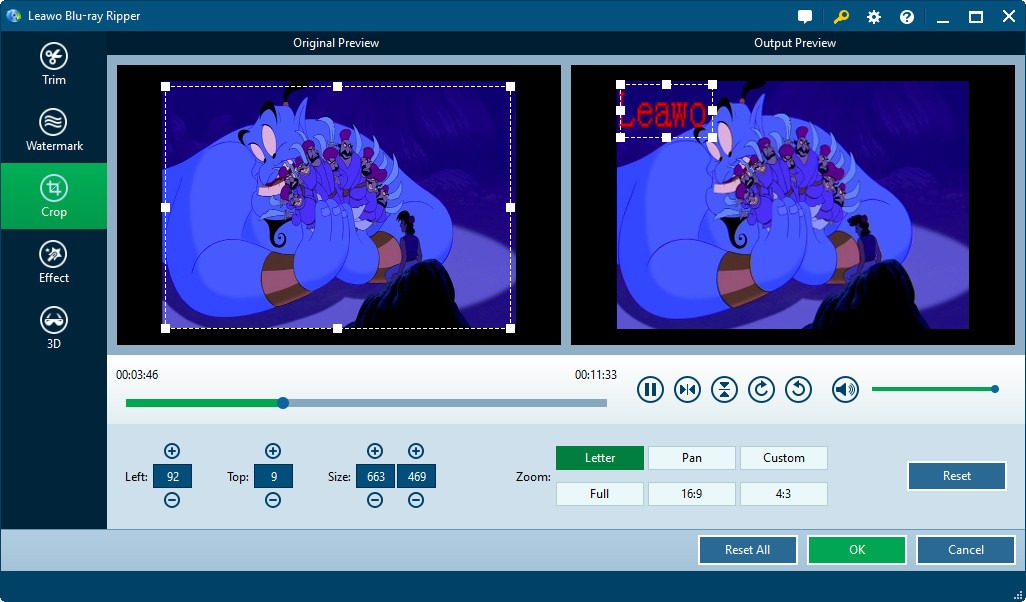 Leawo Blu-ray Ripper
Original Preview
Output Preview
Trim
Watermark
Crop
Effect
3D
Leawo
00:03:46
00:11:33
Left: 92
Top: 9
Size: 663 469
Zoom:
Letter Pan Custom
Full 16:9 4:3
Reset
Reset All OK Cancel